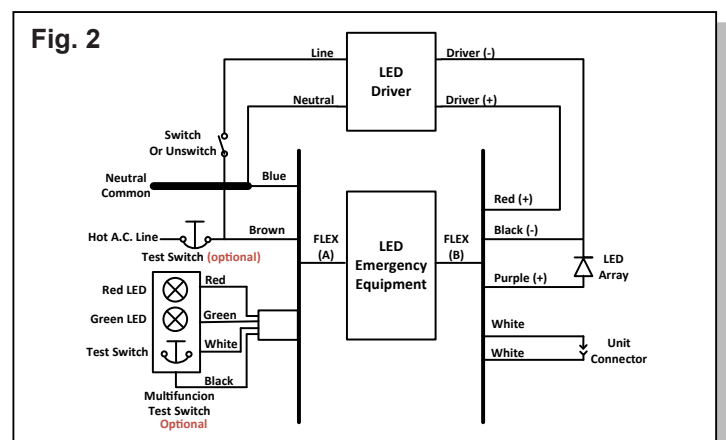 Fig. 2
Line
LED
Driver
Driver (-)
Neutral
Driver (+)
Switch
Or Unswitch
Neutral
Common
Blue
Red (+)
Hot A.C. Line
Brown
Test Switch (optional)
FLEX
(A)
LED
Emergency
Equipment
FLEX
(B)
Black (-)
LED
Array
Purple (+)
Red LED
Red
Green LED
Green
Test Switch
White
Black
White
White
Unit
Connector
Multifuncion
Test Switch
Optional